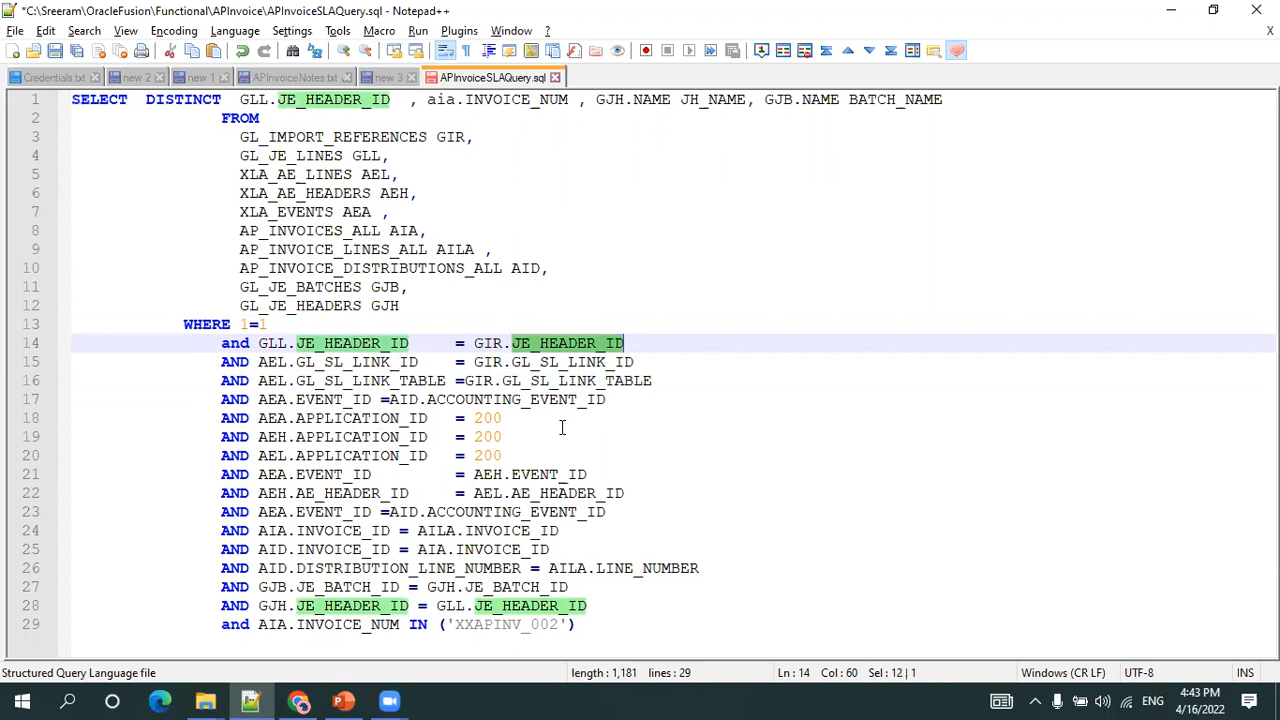 *C:\Sreeram\OracleFusion\Functional\APInvoice\APInvoiceSLAQuery.sql - Notepad++
File Edit Search View Encoding Language Settings Tools Macro Run Plugins Window ? X
Credentials.txt new 2 new 1 APInvoiceNotes.txt new 3 APInvoiceSLAQuery.sql
1 SELECT DISTINCT GLL.JE_HEADER_ID , aia.INVOICE_NUM , GJH.NAME JH_NAME, GJB.NAME BATCH_NAME
2 FROM
3 GL_IMPORT_REFERENCES GIR,
4 GL_JE_LINES GLL,
5 XLA_AE_LINES AEL,
6 XLA_AE_HEADERS AEH,
7 XLA_EVENTS AEA ,
8 AP_INVOICES_ALL AIA,
9 AP_INVOICE_LINES_ALL AILA ,
10 AP_INVOICE_DISTRIBUTIONS_ALL AID,
11 GL_JE_BATCHES GJB,
12 GL_JE_HEADERS GJH
13 WHERE 1=1
14 and GLL.JE_HEADER_ID = GIR.JE_HEADER_ID
15 AND AEL.GL_SL_LINK_ID = GIR.GL_SL_LINK_ID
16 AND AEL.GL_SL_LINK_TABLE =GIR.GL_SL_LINK_TABLE
17 AND AEA.EVENT_ID =AID.ACCOUNTING_EVENT_ID
18 AND AEA.APPLICATION_ID = 200
19 AND AEH.APPLICATION_ID = 200
20 AND AEL.APPLICATION_ID = 200
21 AND AEA.EVENT_ID = AEH.EVENT_ID
22 AND AEH.AE_HEADER_ID = AEL.AE_HEADER_ID
23 AND AEA.EVENT_ID =AID.ACCOUNTING_EVENT_ID
24 AND AIA.INVOICE_ID = AILA.INVOICE_ID
25 AND AID.INVOICE_ID = AIA.INVOICE_ID
26 AND AID.DISTRIBUTION_LINE_NUMBER = AILA.LINE_NUMBER
27 AND GJB.JE_BATCH_ID = GJH.JE_BATCH_ID
28 AND GJH.JE_HEADER_ID = GLL.JE_HEADER_ID
29 and AIA.INVOICE_NUM IN ('XXAPINV_002')
Structured Query Language file length : 1,181 lines : 29 Ln : 14 Col : 60 Sel : 12 | 1 Windows (CR LF) UTF-8 INS
ENG 4:43 PM
4/16/2022